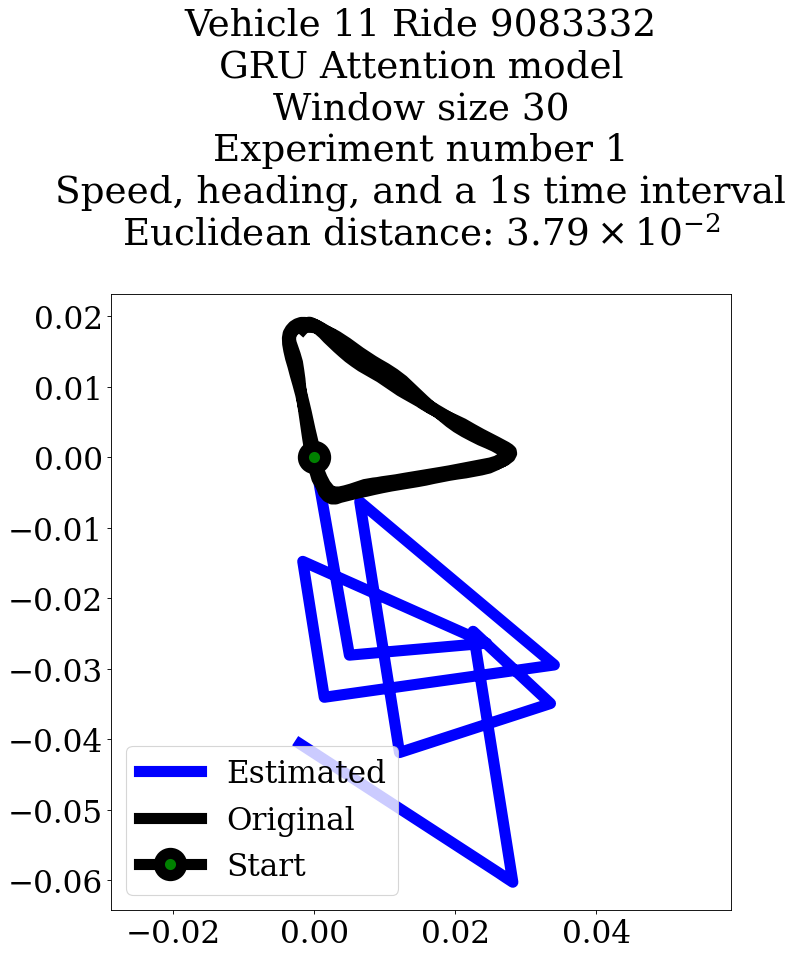 Vehicle 11 Ride 9083332
GRU Attention model
Window size 30
Experiment number 1
Speed, heading, and a 1s time interval
Euclidean distance: 3.79 × 10⁻²
0.02
0.01
0.00
−0.01
−0.02
−0.03
−0.04
−0.05
−0.06
Estimated
Original
Start
−0.02 0.00 0.02 0.04